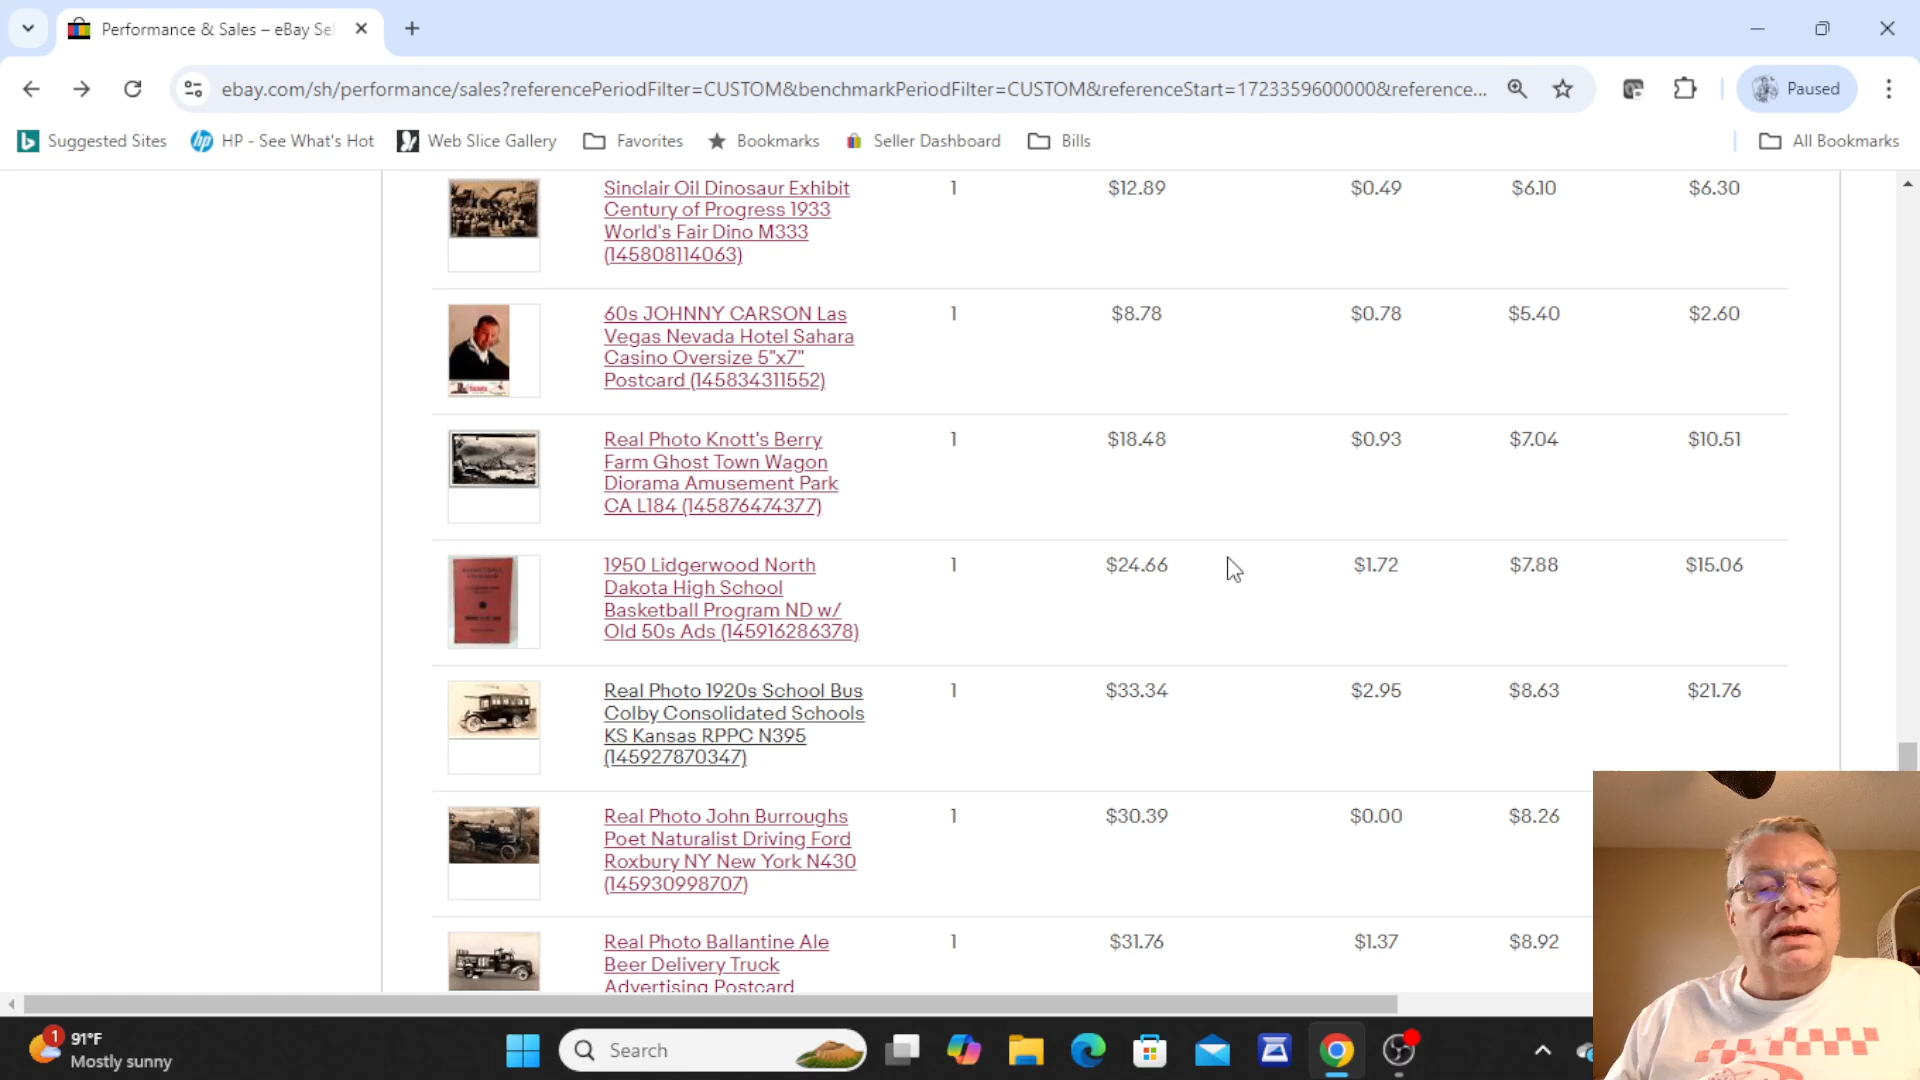 Performance & Sales – eBay Sel
ebay.com/sh/performance/sales?referencePeriodFilter=CUSTOM&benchmarkPeriodFilter=CUSTOM&referenceStart=1723359600000&reference...
Paused
Suggested Sites
HP - See What's Hot
Web Slice Gallery
Favorites
Bookmarks
Seller Dashboard
Bills
All Bookmarks
Sinclair Oil Dinosaur Exhibit 1 $12.89 $0.49 $6.10 $6.30
Century of Progress 1933
World's Fair Dino M333
(145808114063)
60s JOHNNY CARSON Las 1 $8.78 $0.78 $5.40 $2.60
Vegas Nevada Hotel Sahara
Casino Oversize 5"x7"
Postcard (145834311552)
Real Photo Knott's Berry 1 $18.48 $0.93 $7.04 $10.51
Farm Ghost Town Wagon
Diorama Amusement Park
CA L184 (145876474377)
1950 Lidgerwood North 1 $24.66 $1.72 $7.88 $15.06
Dakota High School
Basketball Program ND w/
Old 50s Ads (145916286378)
Real Photo 1920s School Bus 1 $33.34 $2.95 $8.63 $21.76
Colby Consolidated Schools
KS Kansas RPPC N395
(145927870347)
Real Photo John Burroughs 1 $30.39 $0.00 $8.26
Poet Naturalist Driving Ford
Roxbury NY New York N430
(145930998707)
Real Photo Ballantine Ale 1 $31.76 $1.37 $8.92
Beer Delivery Truck
Advertising Postcard
1
91°F
Mostly sunny
Search